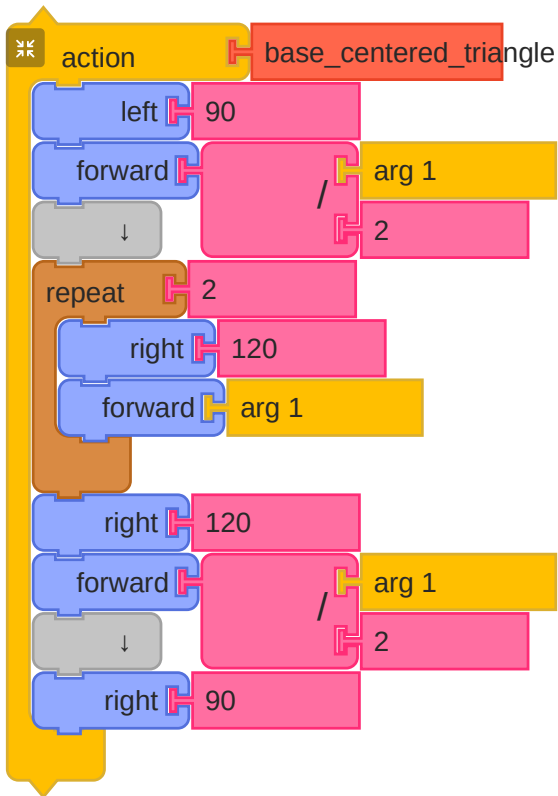 action base_centered_triangle
left 90
forward / arg 1
↓ 2
repeat 2
right 120
forward arg 1
right 120
forward / arg 1
↓ 2
right 90